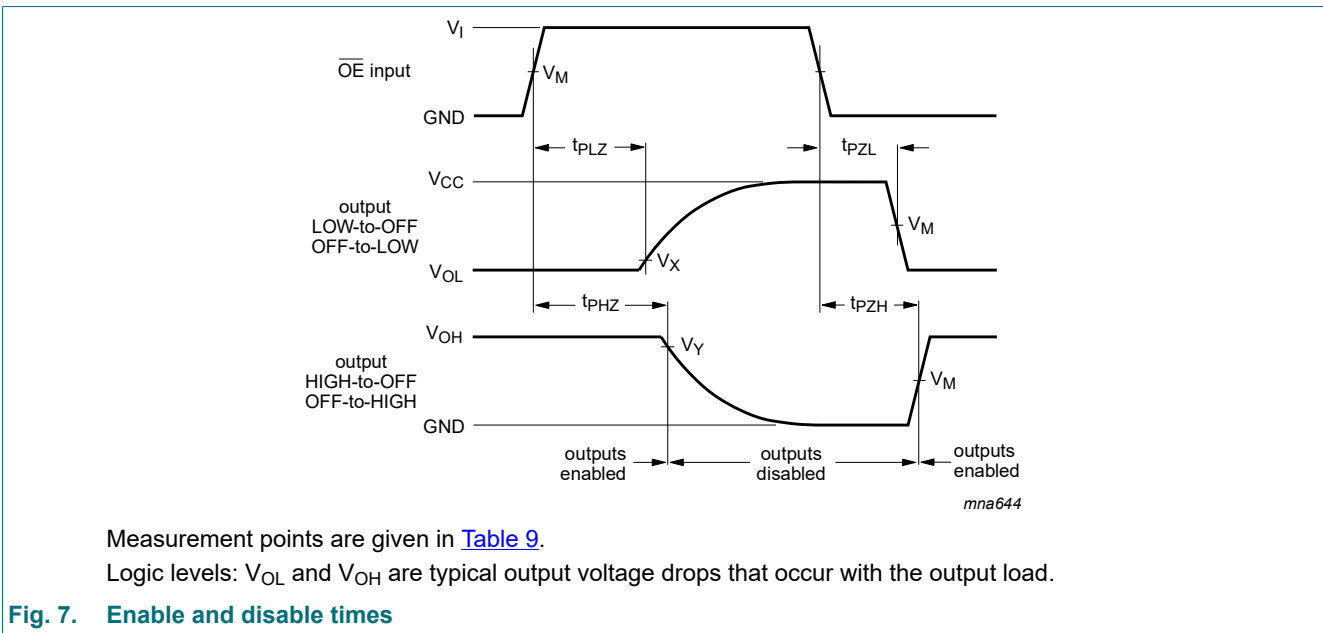 V_I
O̅E̅ input
V_M
GND
t_PLZ
t_PZL
V_CC
output
LOW-to-OFF
OFF-to-LOW
V_M
V_X
V_OL
t_PHZ
t_PZH
V_OH
V_Y
output
HIGH-to-OFF
OFF-to-HIGH
V_M
GND
outputs
enabled
outputs
disabled
outputs
enabled
mna644
Measurement points are given in Table 9.
Logic levels: V_OL and V_OH are typical output voltage drops that occur with the output load.
Fig. 7. Enable and disable times